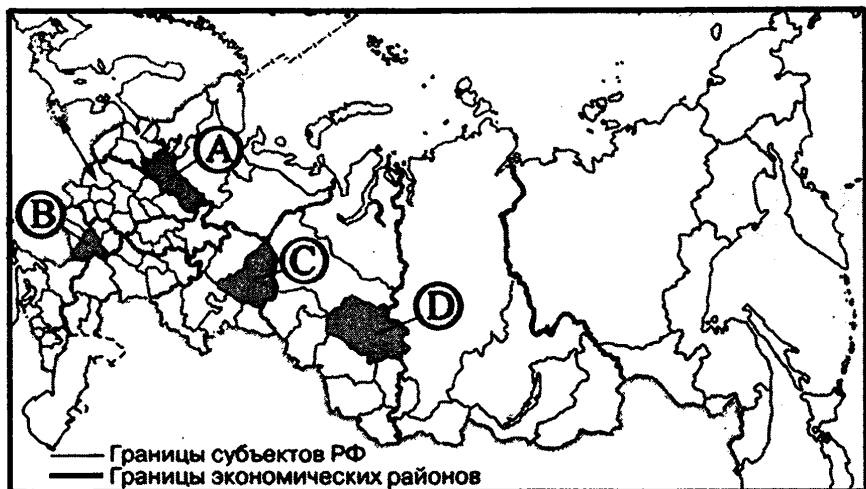 A
B
C
D
Границы субъектов РФ
Границы экономических районов